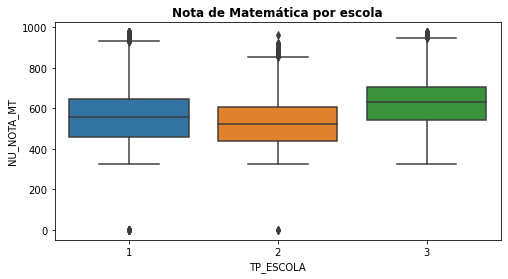 Nota de Matemática por escola
1000
800
600
400
200
0
NU_NOTA_MT
1 2 3
TP_ESCOLA